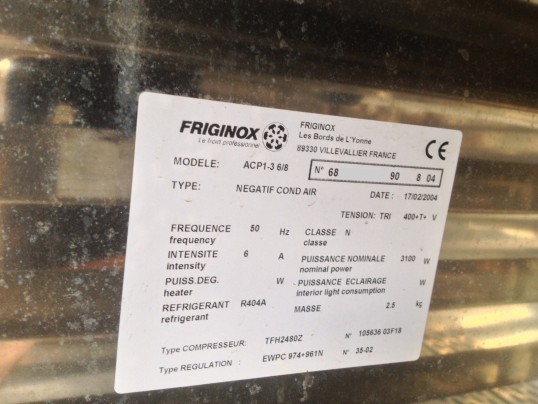 FRIGINOX
Le froid professionnel
FRIGINOX
Les Bords de L'Yonne
89330 VILLEVALLIER FRANCE
CE
MODELE: ACP1-3 6/8
N° 68 90 8 04
TYPE: NEGATIF COND AIR
DATE : 17/02/2004
TENSION: TRI 400+T+ V
FREQUENCE 50 Hz CLASSE N
frequency classe
INTENSITE 6 A PUISSANCE NOMINALE 3100 W
intensity nominal power
PUISS.DEG. W PUISSANCE ECLAIRAGE W
heater interior light consumption
REFRIGERANT R404A MASSE 2.5 kg
refrigerant
Type COMPRESSEUR: TFH2480Z N° 105636 03F18
Type REGULATION : EWPC 974+961N N° 35-02